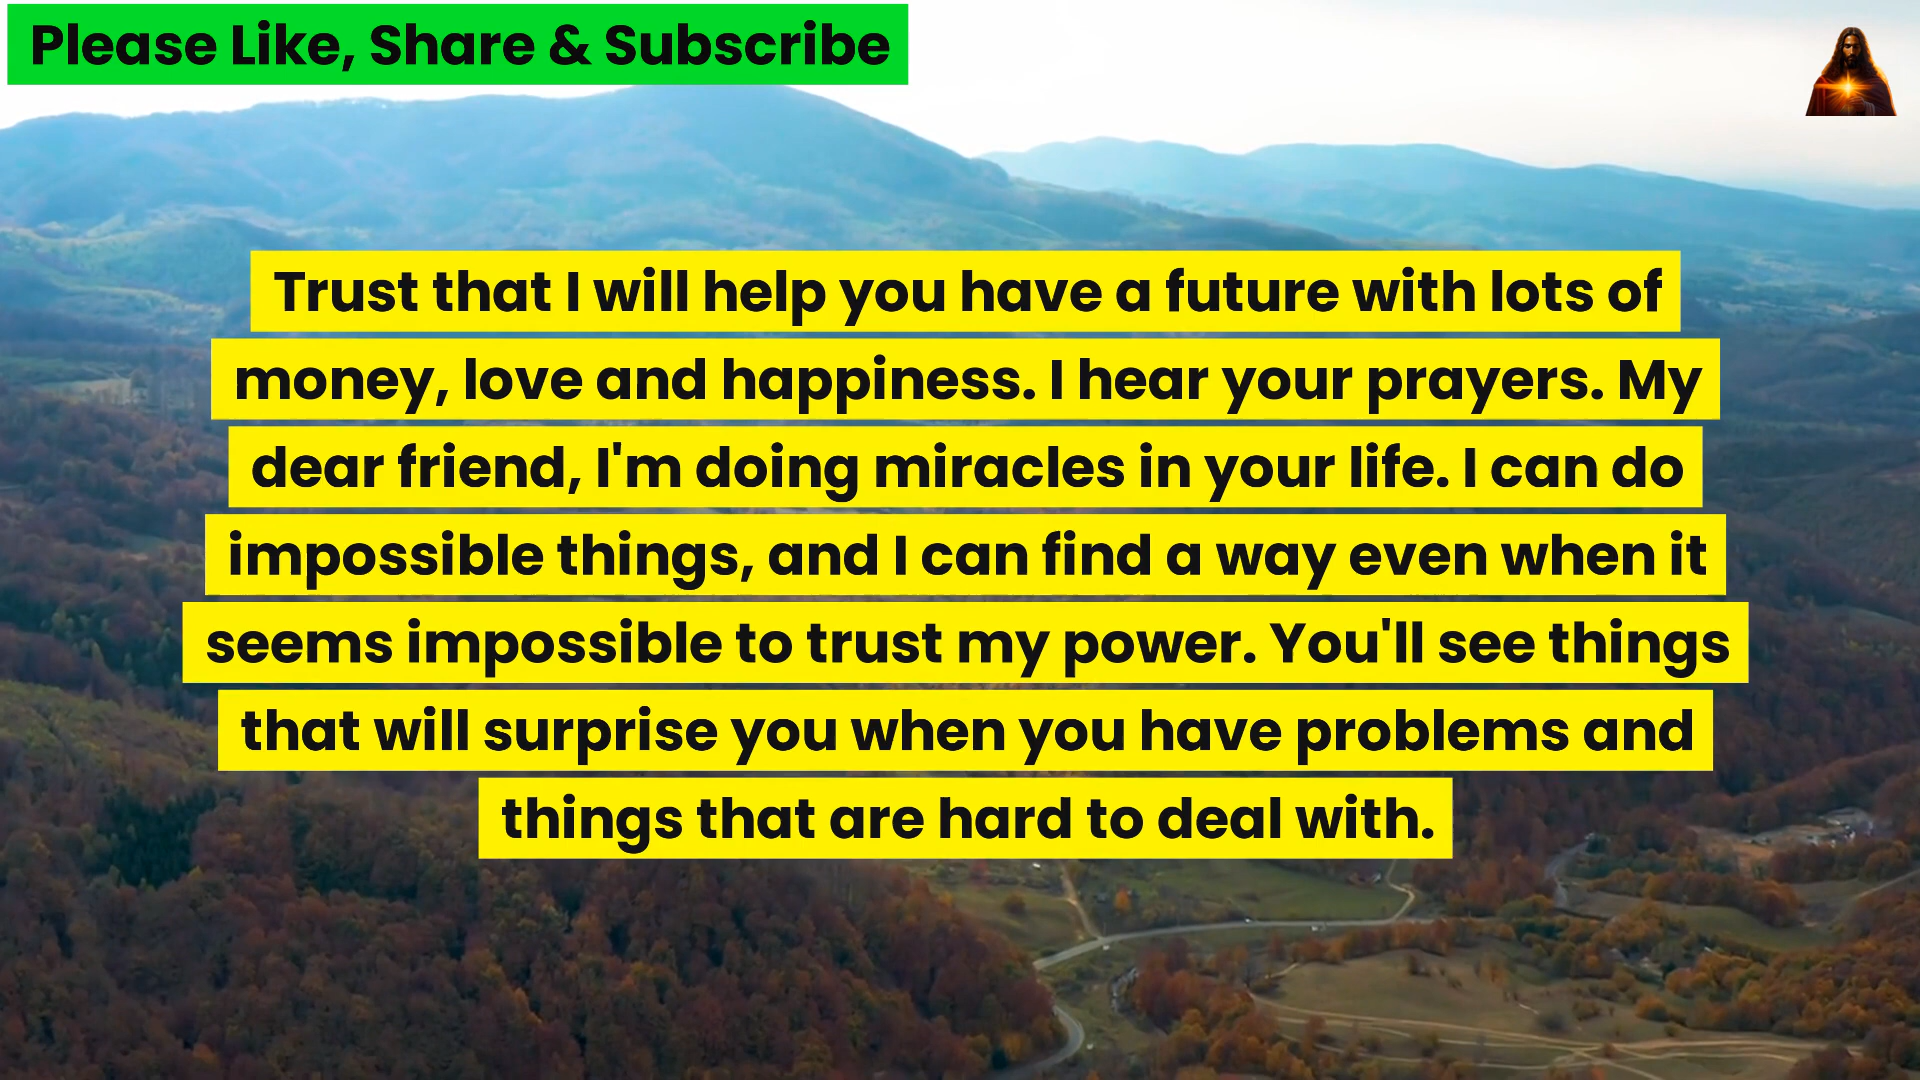 Please Like, Share & Subscribe
Trust that I will help you have a future with lots of
money, love and happiness. I hear your prayers. My
dear friend, I'm doing miracles in your life. I can do
impossible things, and I can find a way even when it
seems impossible to trust my power. You'll see things
that will surprise you when you have problems and
things that are hard to deal with.